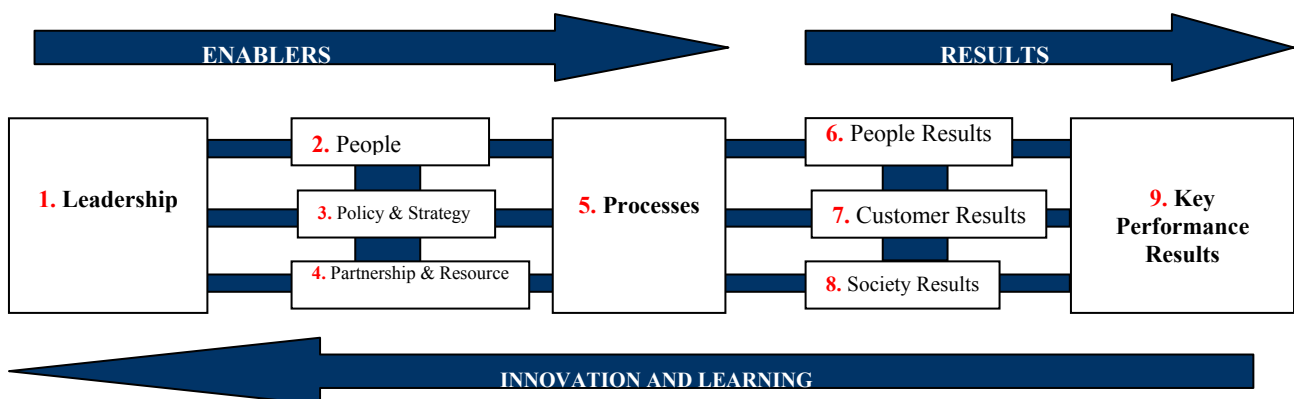 ENABLERS
RESULTS
1. Leadership
2. People
3. Policy & Strategy
4. Partnership & Resource
5. Processes
6. People Results
7. Customer Results
8. Society Results
9. Key
Performance
Results
INNOVATION AND LEARNING